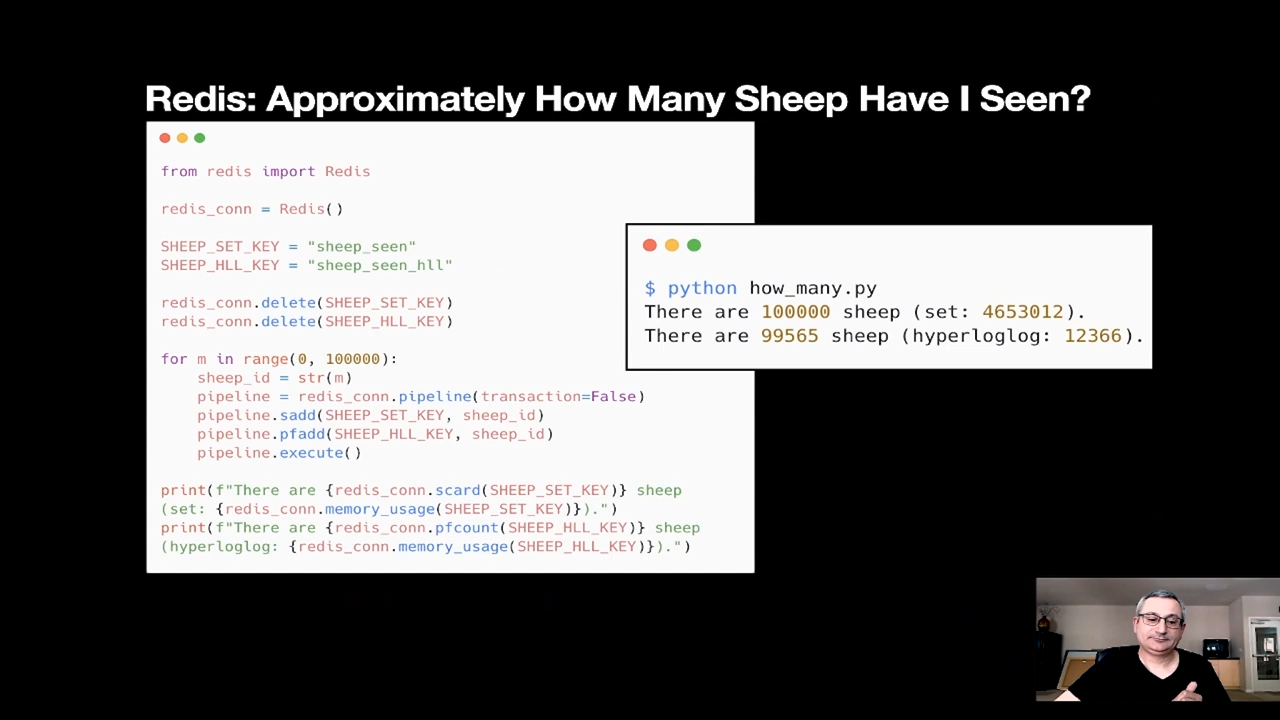 Redis: Approximately How Many Sheep Have I Seen?
from redis import Redis
redis_conn = Redis()
SHEEP_SET_KEY = "sheep_seen"
SHEEP_HLL_KEY = "sheep_seen_hll"
redis_conn.delete(SHEEP_SET_KEY)
redis_conn.delete(SHEEP_HLL_KEY)
for m in range(0, 100000):
    sheep_id = str(m)
    pipeline = redis_conn.pipeline(transaction=False)
    pipeline.sadd(SHEEP_SET_KEY, sheep_id)
    pipeline.pfadd(SHEEP_HLL_KEY, sheep_id)
    pipeline.execute()
print(f"There are {redis_conn.scard(SHEEP_SET_KEY)} sheep
(set: {redis_conn.memory_usage(SHEEP_SET_KEY)}).")
print(f"There are {redis_conn.pfcount(SHEEP_HLL_KEY)} sheep
(hyperloglog: {redis_conn.memory_usage(SHEEP_HLL_KEY)}).")
$ python how_many.py
There are 100000 sheep (set: 4653012).
There are 99565 sheep (hyperloglog: 12366).